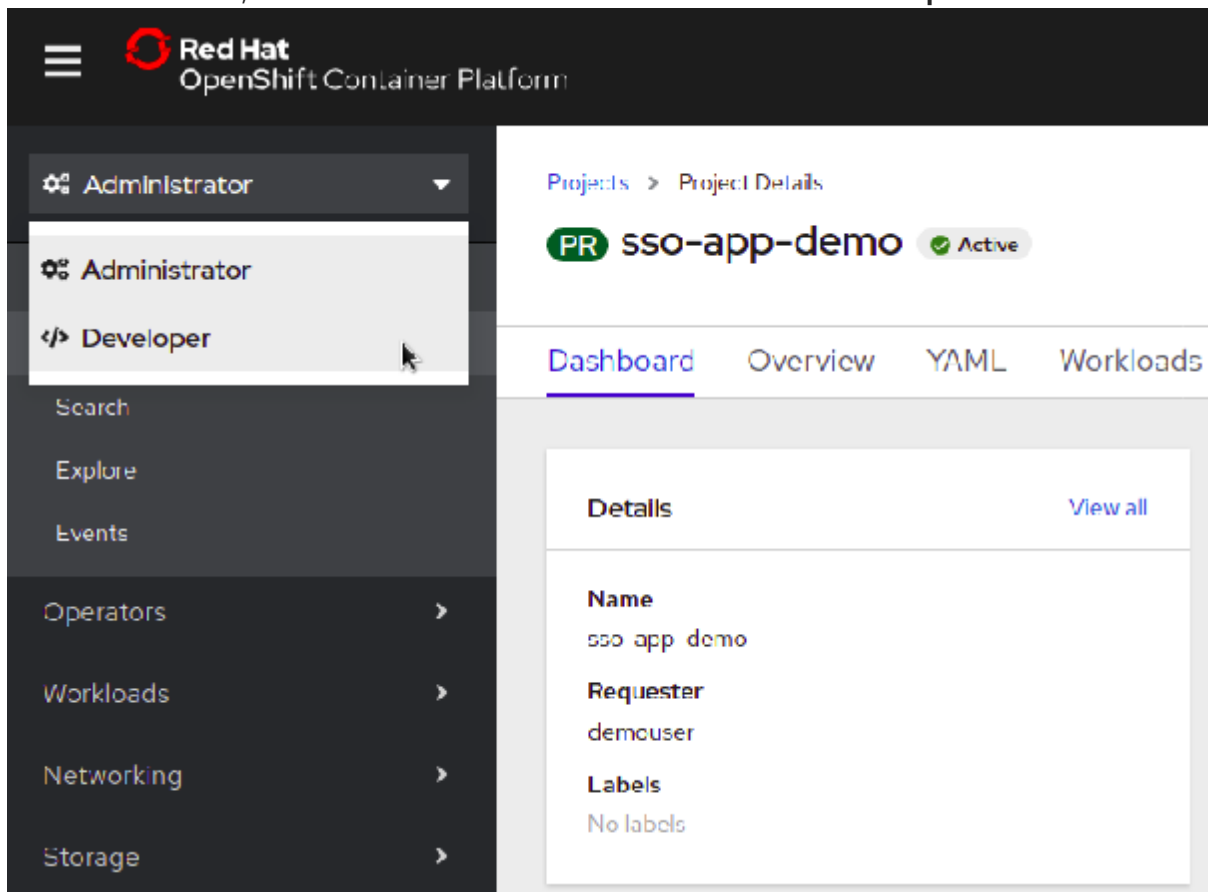 Red Hat
OpenShift Container Platform
Administrator
Administrator
</> Developer
Search
Explore
Events
Operators
Workloads
Networking
Storage
Projects > Project Details
PR sso-app-demo Active
Dashboard Overview YAML Workloads
Details View all
Name
sso-app-demo
Requester
demouser
Labels
No labels